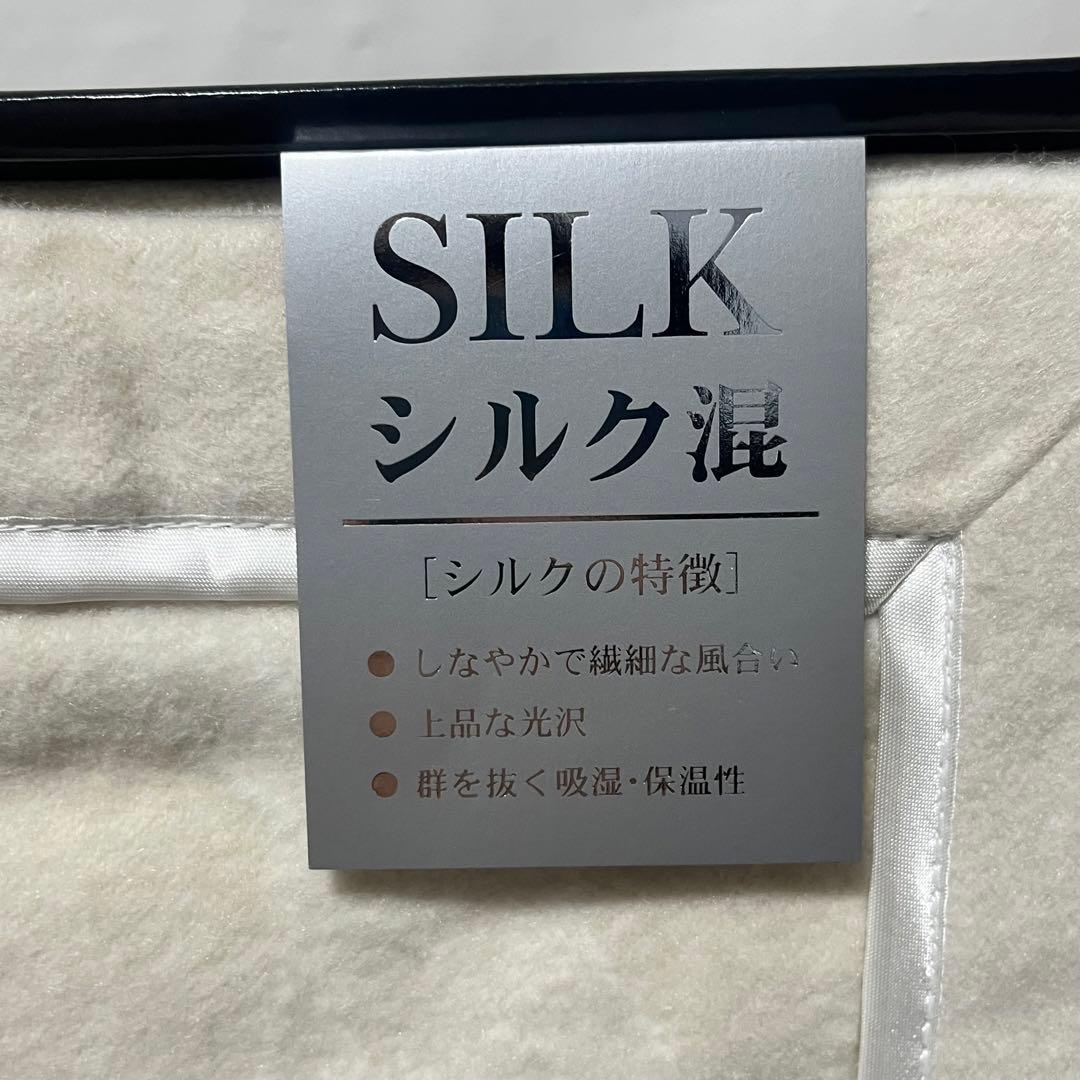 SILK
シルク混
[シルクの特徴]
● しなやかで繊細な風合い
● 上品な光沢
● 群を抜く吸湿・保温性